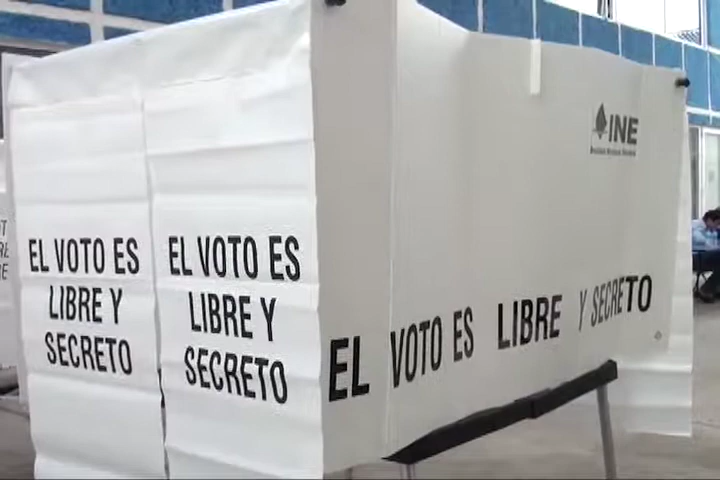 EL VOTO ES
LIBRE Y
SECRETO
EL VOTO ES
LIBRE Y
SECRETO
INE
EL VOTO ES LIBRE Y SECRETO